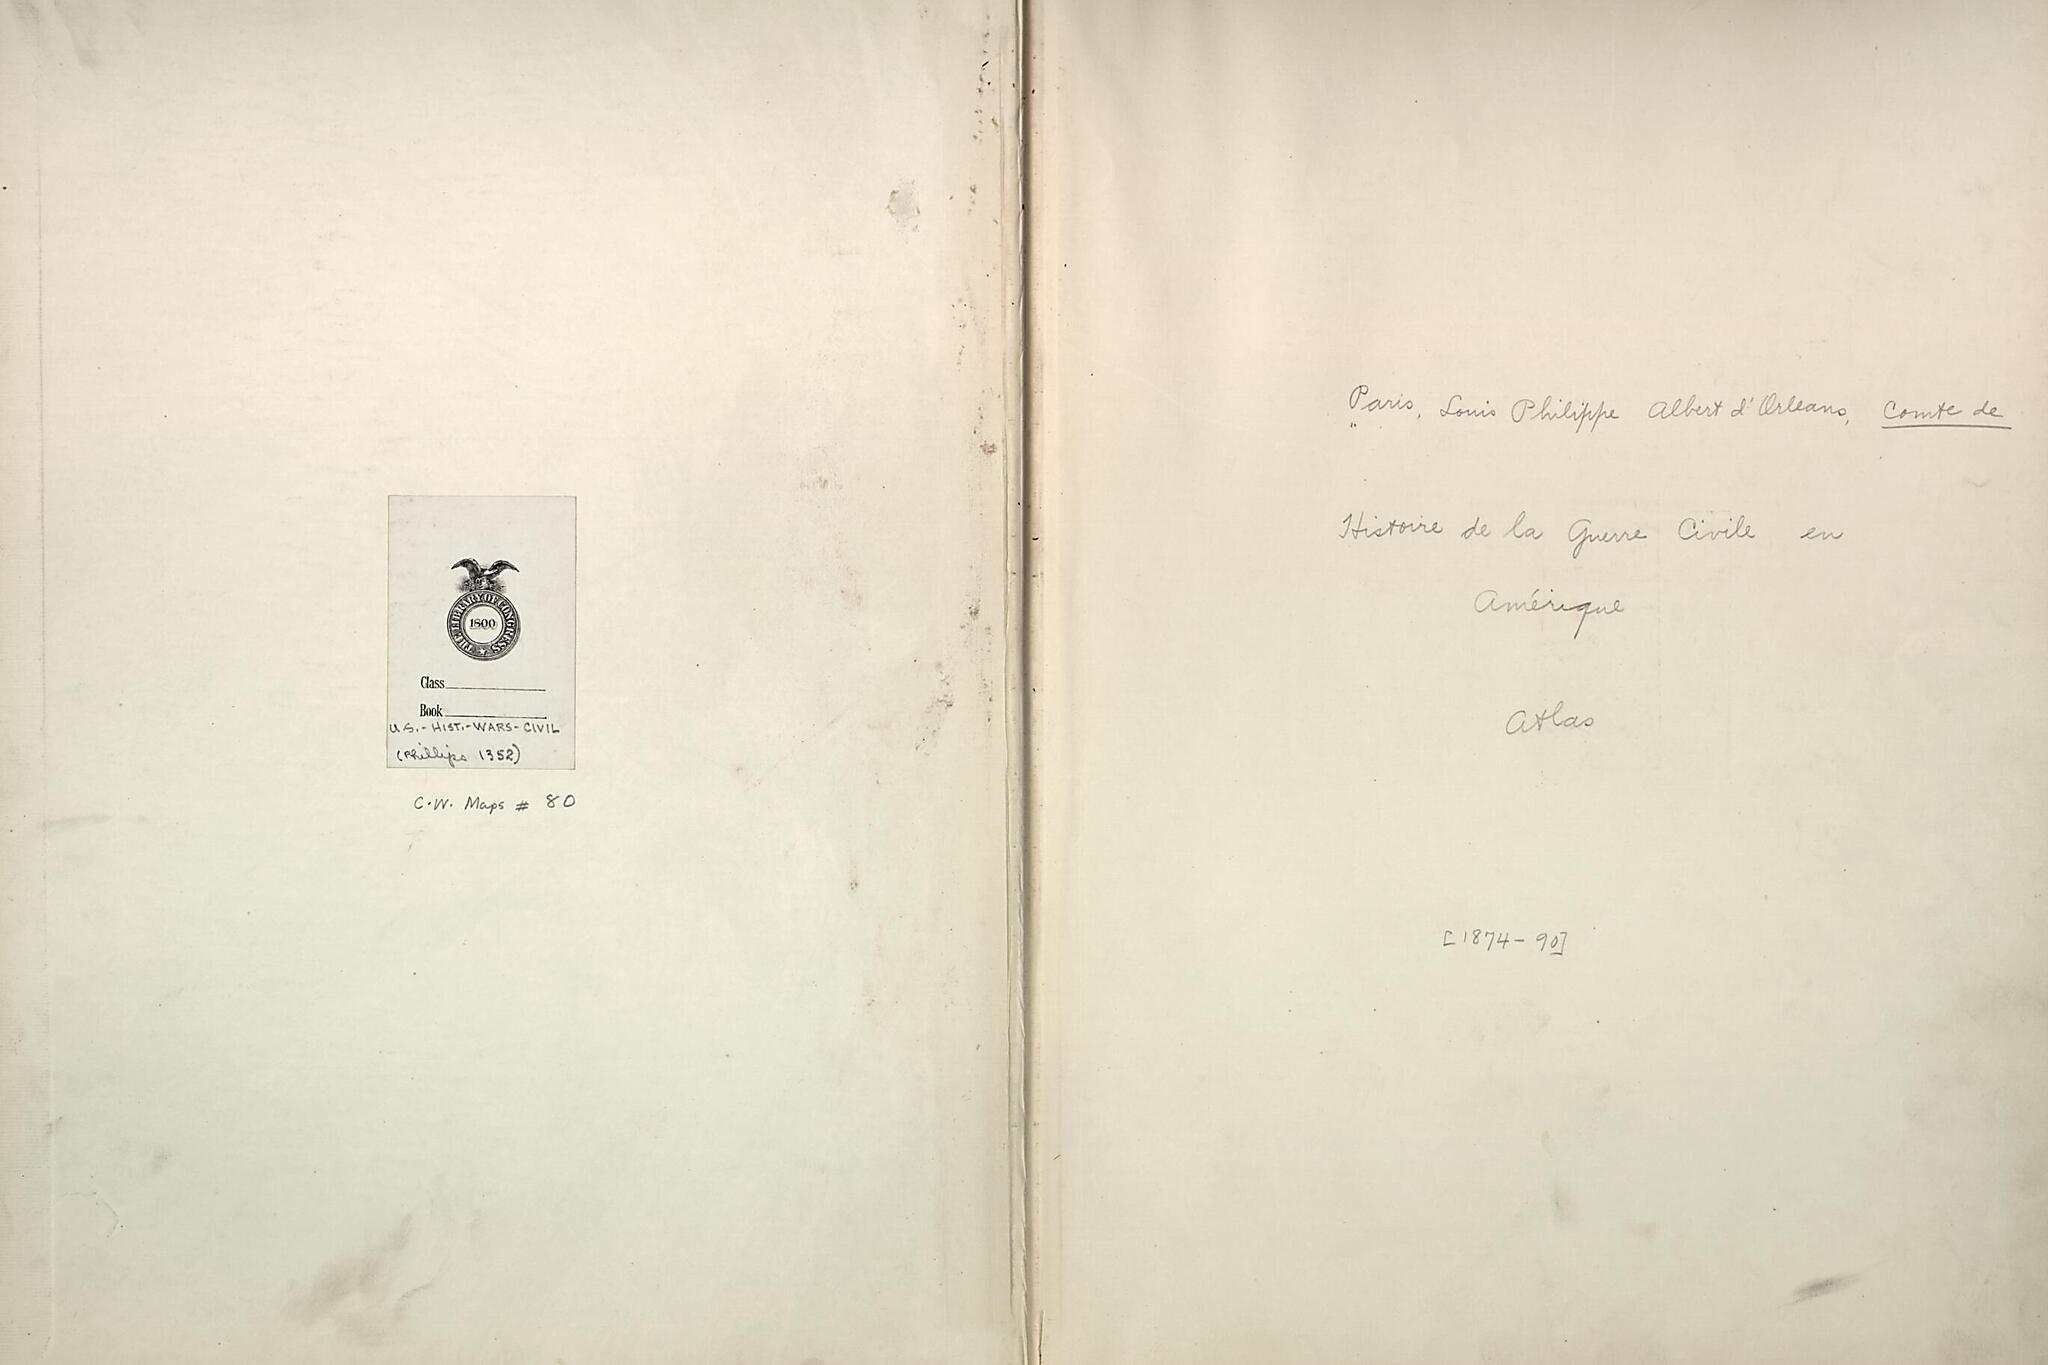 THE LIBRARY OF CONGRESS
1800
Class
Book
U.S.-HIST.-WARS-CIVIL
(Phillips 1352)
C.W. Maps # 80
Paris, Louis Philippe Albert d'Orleans, Comte de
Histoire de la Guerre Civile en
Amérique
Atlas
[1874-90]